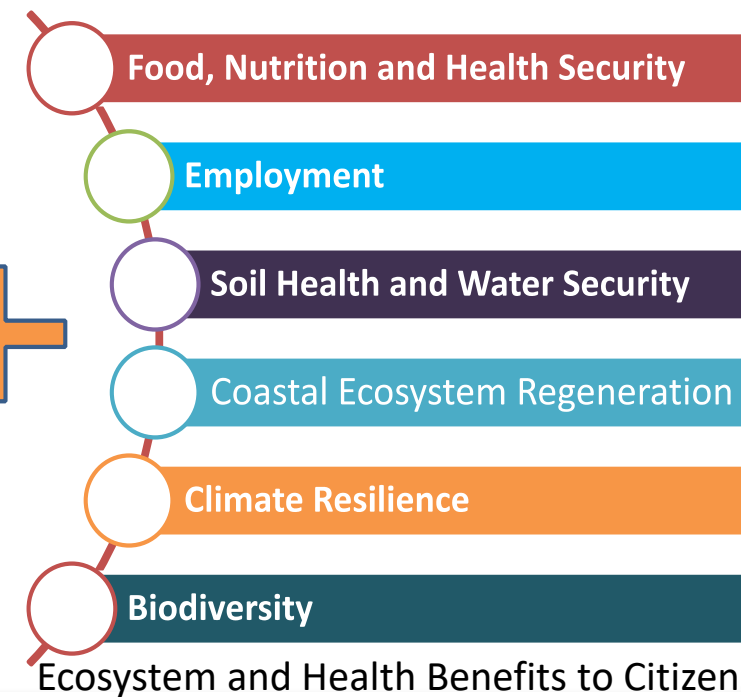 Food, Nutrition and Health Security
Employment
Soil Health and Water Security
Coastal Ecosystem Regeneration
Climate Resilience
Biodiversity
Ecosystem and Health Benefits to Citizen